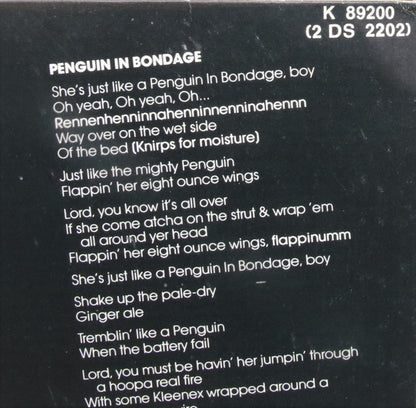 K 89200
(2 DS 2202)
PENGUIN IN BONDAGE
She's just like a Penguin In Bondage, boy
Oh yeah, Oh yeah, Oh...
Rennenhenninnahenninnenninahennn
Way over on the wet side
Of the bed (Knirps for moisture)
Just like the mighty Penguin
Flappin' her eight ounce wings
Lord, you know it's all over
If she come atcha on the strut & wrap 'em
all around yer head
Flappin' her eight ounce wings, flappinumm
She's just like a Penguin In Bondage, boy
Shake up the pale-dry
Ginger ale
Tremblin' like a Penguin
When the battery fail
Lord, you must be havin' her jumpin' through
a hoopa real fire
With some Kleenex wrapped around a